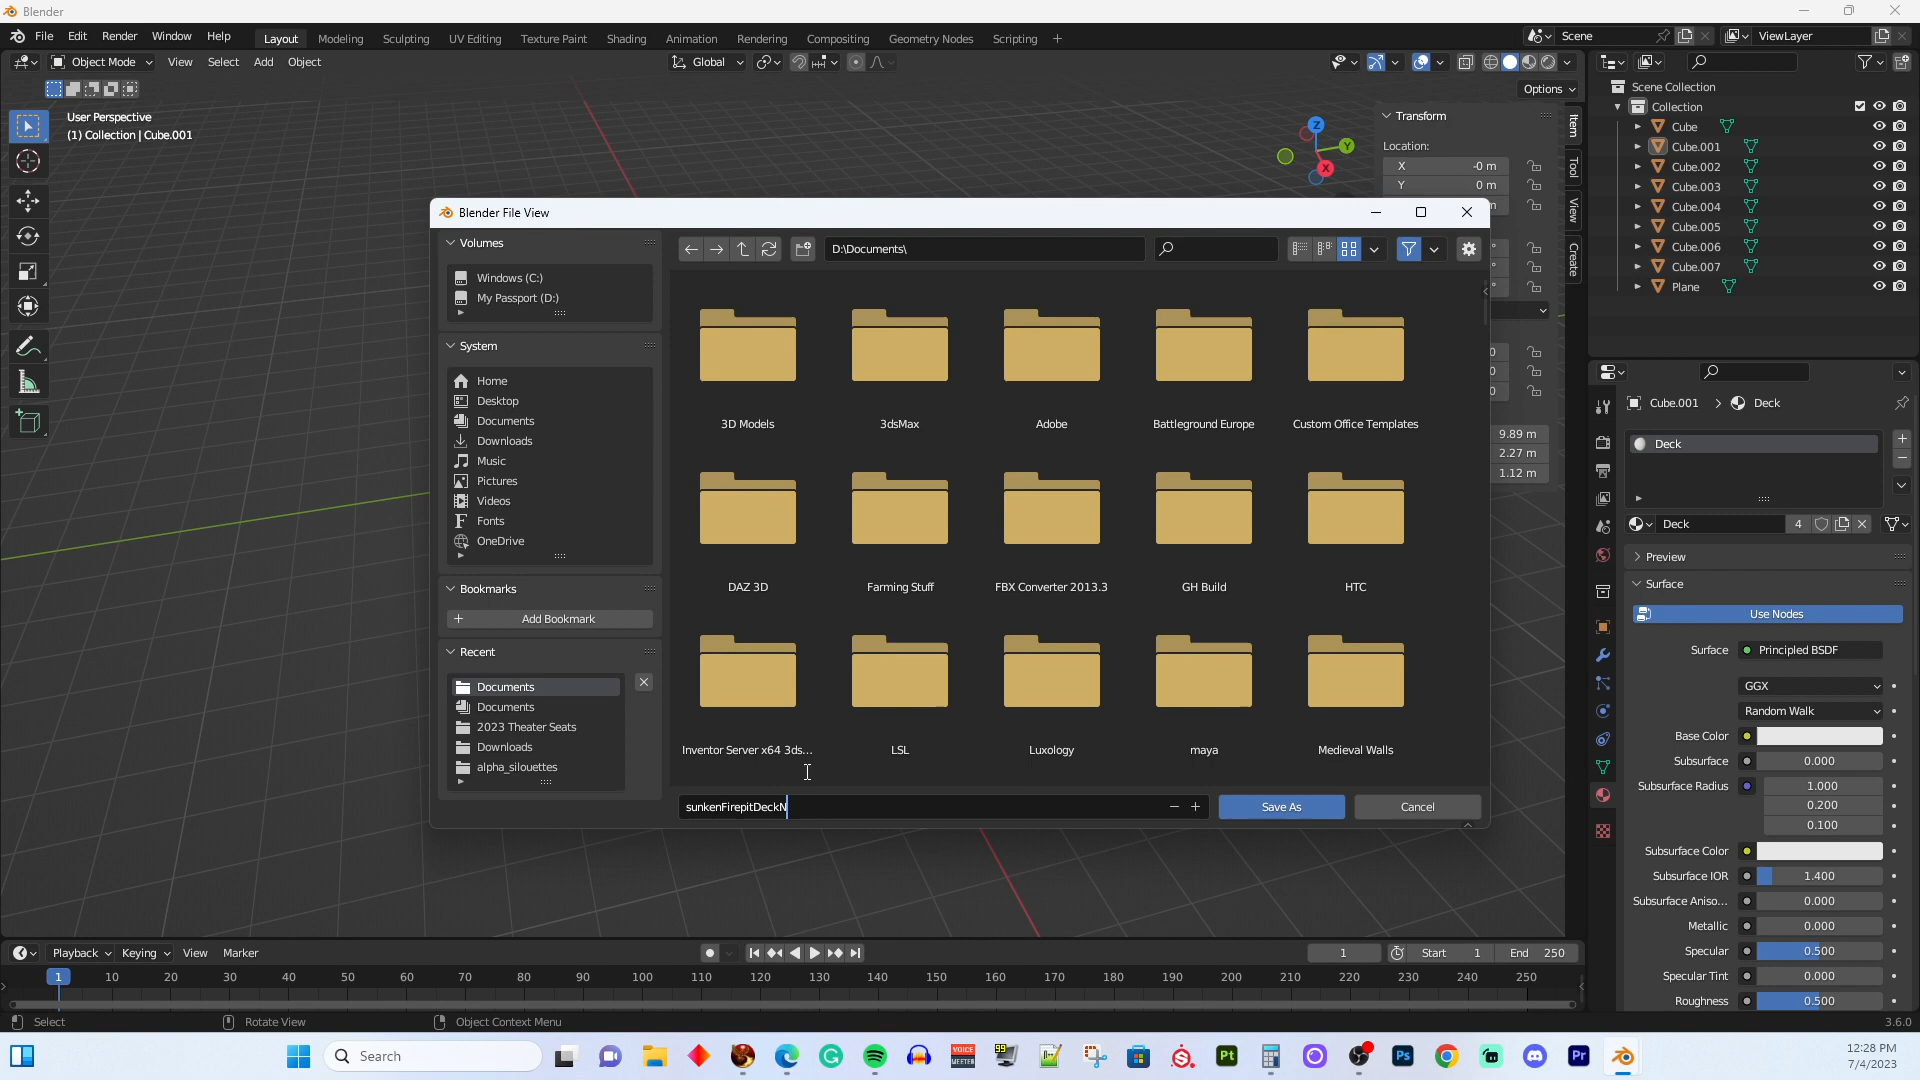 Blender
File Edit Render Window Help Layout Modeling Sculpting UV Editing Texture Paint Shading Animation Rendering Compositing Geometry Nodes Scripting + Scene ViewLayer
Object Mode View Select Add Object Global
Options
User Perspective
(1) Collection | Cube.001
Z
Y
X
Transform
Location:
X -0 m
Y 0 m
m
Item
Tool
View
Create
9.89 m
2.27 m
1.12 m
Scene Collection
Collection
Cube
Cube.001
Cube.002
Cube.003
Cube.004
Cube.005
Cube.006
Cube.007
Plane
Blender File View
Volumes
Windows (C:)
My Passport (D:)
System
Home
Desktop
Documents
Downloads
Music
Pictures
Videos
Fonts
OneDrive
Bookmarks
Add Bookmark
Recent
Documents
Documents
2023 Theater Seats
Downloads
alpha_silouettes
D:\Documents\
3D Models 3dsMax Adobe Battleground Europe Custom Office Templates
DAZ 3D Farming Stuff FBX Converter 2013.3 GH Build HTC
Inventor Server x64 3ds... LSL Luxology maya Medieval Walls
sunkenFirepitDeckN Save As Cancel
Cube.001 > Deck
Deck
Deck 4
Preview
Surface
Use Nodes
Surface Principled BSDF
GGX
Random Walk
Base Color
Subsurface 0.000
Subsurface Radius 1.000
0.200
0.100
Subsurface Color
Subsurface IOR 1.400
Subsurface Aniso... 0.000
Metallic 0.000
Specular 0.500
Specular Tint 0.000
Roughness 0.500
Playback Keying View Marker 1 Start 1 End 250
1 10 20 30 40 50 60 70 80 90 100 110 120 130 140 150 160 170 180 190 200 210 220 230 240 250
Select Rotate View Object Context Menu 3.6.0
Search
VOICE
MEETER
99
Pt
Ps
Pr
12:28 PM
7/4/2023